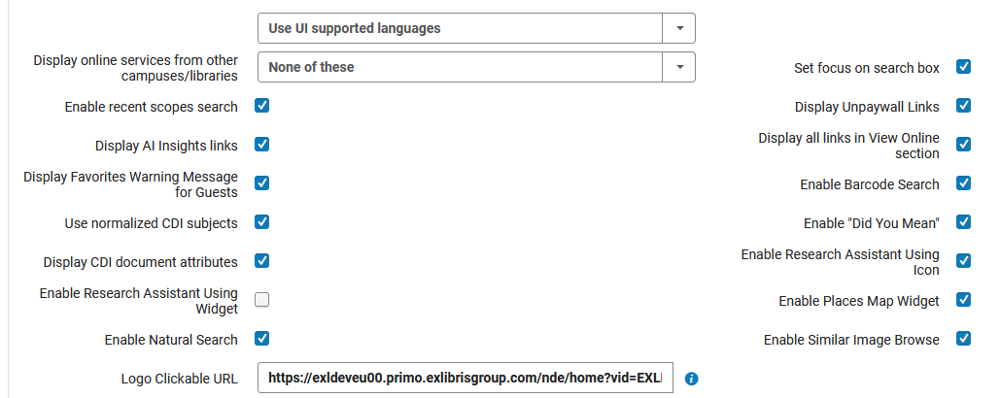 Use UI supported languages
Display online services from other
campuses/libraries
None of these
Set focus on search box
Enable recent scopes search
Display Unpaywall Links
Display AI Insights links
Display all links in View Online
section
Display Favorites Warning Message
for Guests
Enable Barcode Search
Use normalized CDI subjects
Enable "Did You Mean"
Display CDI document attributes
Enable Research Assistant Using
Icon
Enable Research Assistant Using
Widget
Enable Places Map Widget
Enable Natural Search
Enable Similar Image Browse
Logo Clickable URL
https://exldeveu00.primo.exlibrisgroup.com/nde/home?vid=EXL